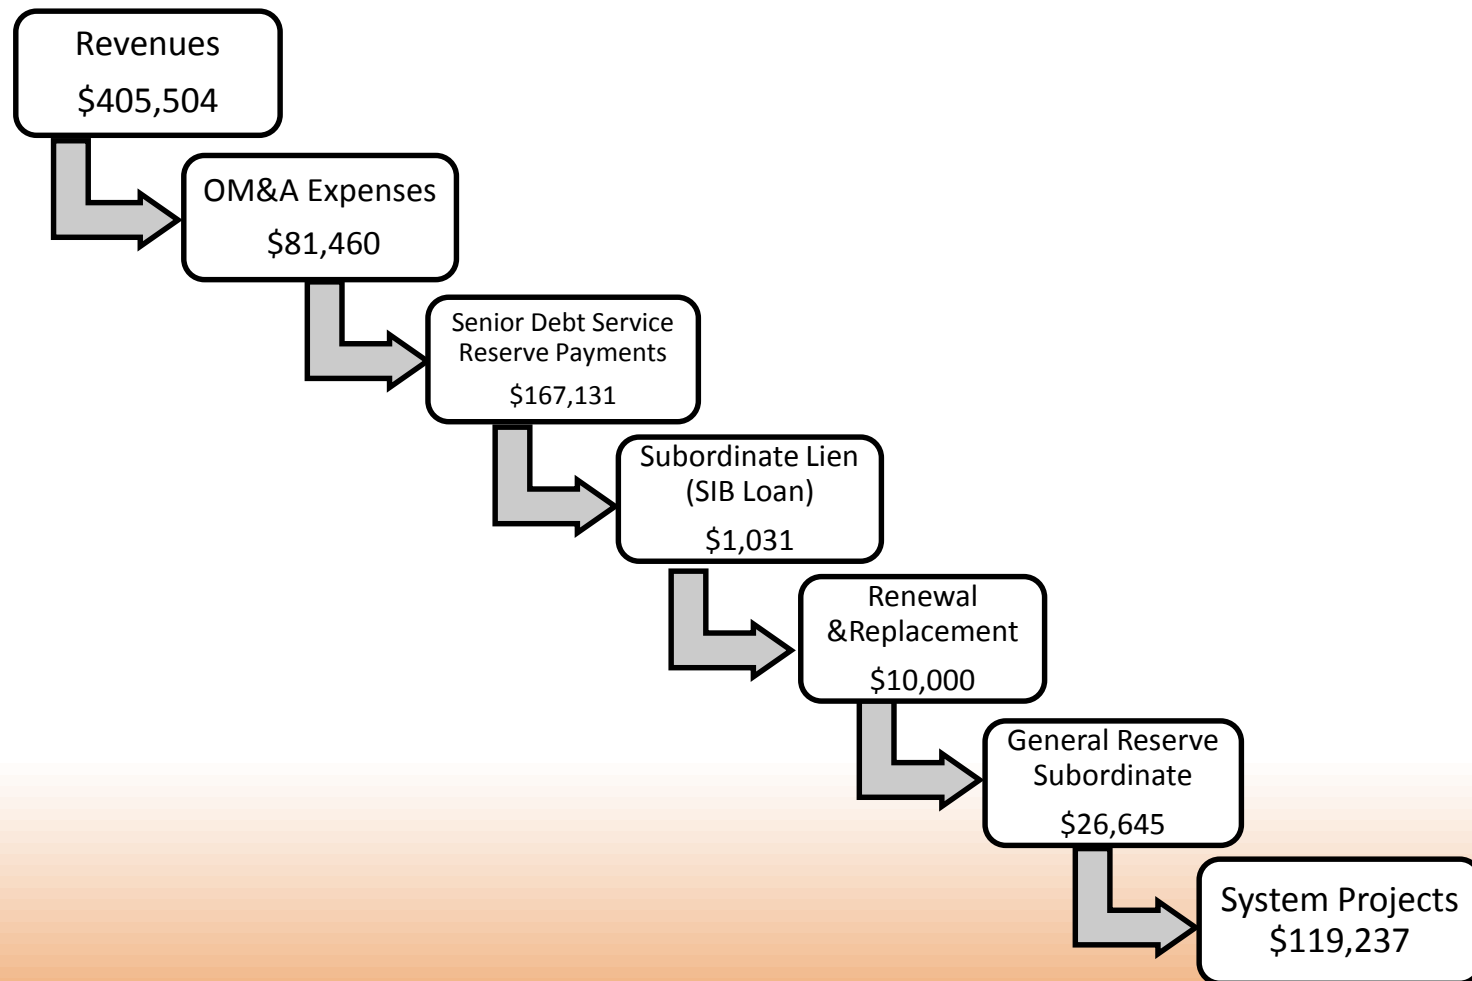 Revenues
$405,504
OM&A Expenses
$81,460
Senior Debt Service
Reserve Payments
$167,131
Subordinate Lien
(SIB Loan)
$1,031
Renewal
&Replacement
$10,000
General Reserve
Subordinate
$26,645
System Projects
$119,237